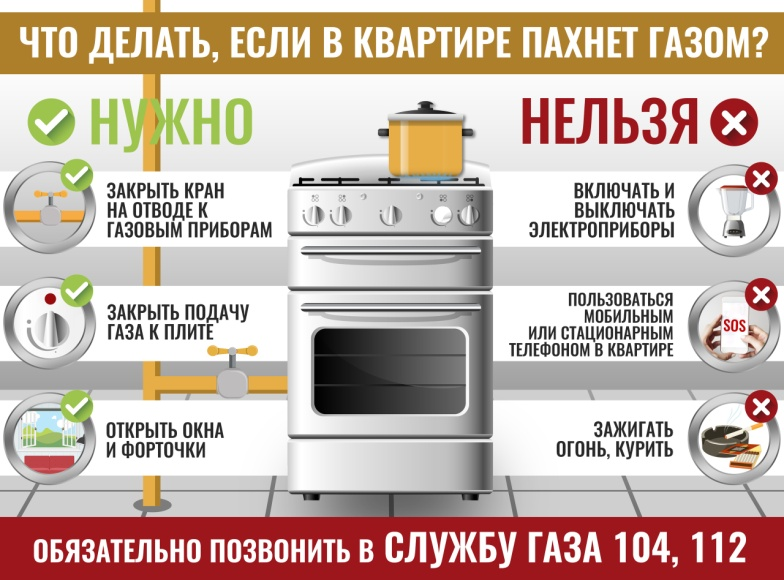 ЧТО ДЕЛАТЬ, ЕСЛИ В КВАРТИРЕ ПАХНЕТ ГАЗОМ?
НУЖНО
ЗАКРЫТЬ КРАН
НА ОТВОДЕ К
ГАЗОВЫМ ПРИБОРАМ
ЗАКРЫТЬ ПОДАЧУ
ГАЗА К ПЛИТЕ
ОТКРЫТЬ ОКНА
И ФОРТОЧКИ
НЕЛЬЗЯ
ВКЛЮЧАТЬ И
ВЫКЛЮЧАТЬ
ЭЛЕКТРОПРИБОРЫ
ПОЛЬЗОВАТЬСЯ
МОБИЛЬНЫМ
ИЛИ СТАЦИОНАРНЫМ
ТЕЛЕФОНОМ В КВАРТИРЕ
SOS
ЗАЖИГАТЬ
ОГОНЬ, КУРИТЬ
ОБЯЗАТЕЛЬНО ПОЗВОНИТЬ В СЛУЖБУ ГАЗА 104, 112